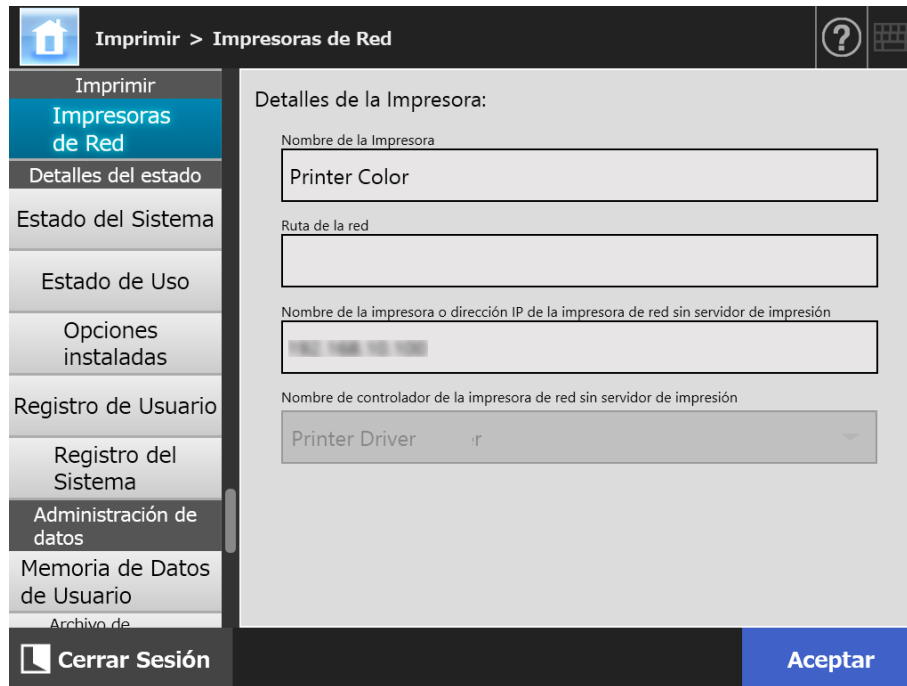 Imprimir > Impresoras de Red
?
Imprimir
Impresoras
de Red
Detalles del estado
Estado del Sistema
Estado de Uso
Opciones
instaladas
Registro de Usuario
Registro del
Sistema
Administración de
datos
Memoria de Datos
de Usuario
Archivo de
Detalles de la Impresora:
Nombre de la Impresora
Printer Color
Ruta de la red
Nombre de la impresora o dirección IP de la impresora de red sin servidor de impresión
Nombre de controlador de la impresora de red sin servidor de impresión
Printer Driver
Cerrar Sesión
Aceptar